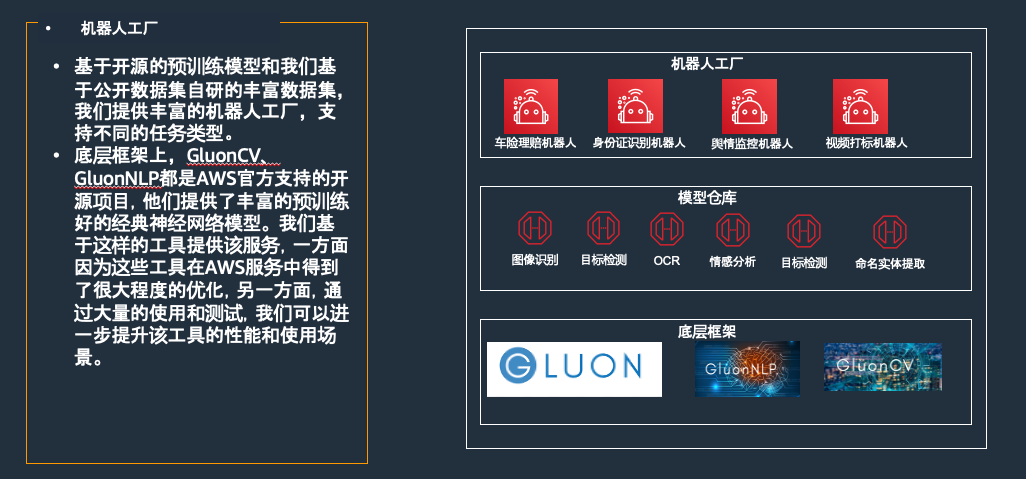 • 机器人工厂
• 基于开源的预训练模型和我们基
于公开数据集自研的丰富数据集，
我们提供丰富的机器人工厂，支
持不同的任务类型。
• 底层框架上，GluonCV、
GluonNLP都是AWS官方支持的开
源项目, 他们提供了丰富的预训练
好的经典神经网络模型。我们基
于这样的工具提供该服务, 一方面
因为这些工具在AWS服务中得到
了很大程度的优化, 另一方面, 通
过大量的使用和测试, 我们可以进
一步提升该工具的性能和使用场
景。
机器人工厂
车险理赔机器人 身份证识别机器人 舆情监控机器人 视频打标机器人
模型仓库
图像识别 目标检测 OCR 情感分析 目标检测 命名实体提取
底层框架
GLUON GluonNLP GluonCV